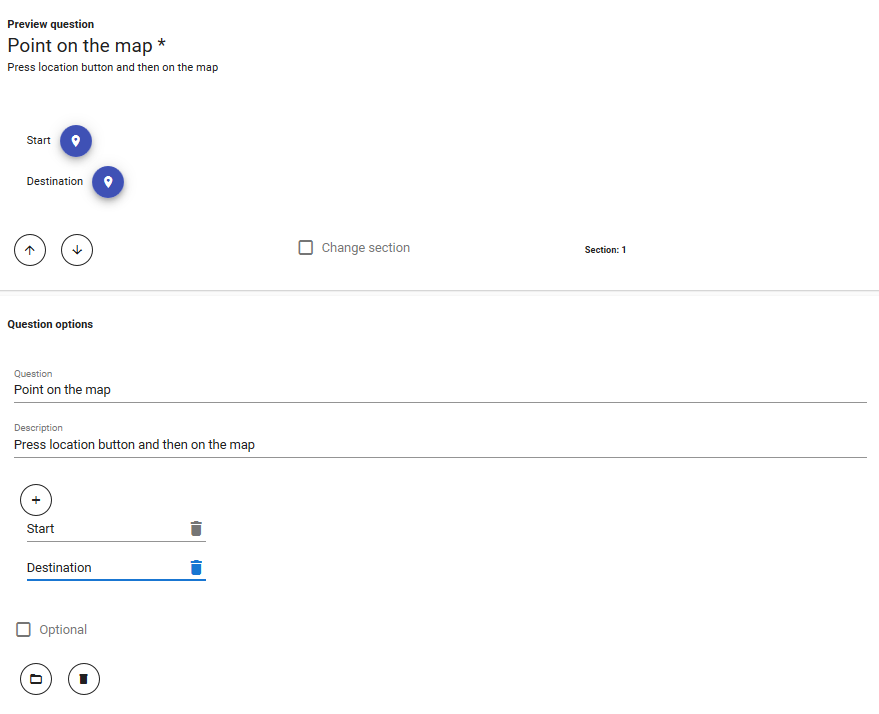 Preview question
Point on the map *
Press location button and then on the map
Start
Destination
Change section
Section: 1
Question options
Question
Point on the map
Description
Press location button and then on the map
Start
Destination
Optional